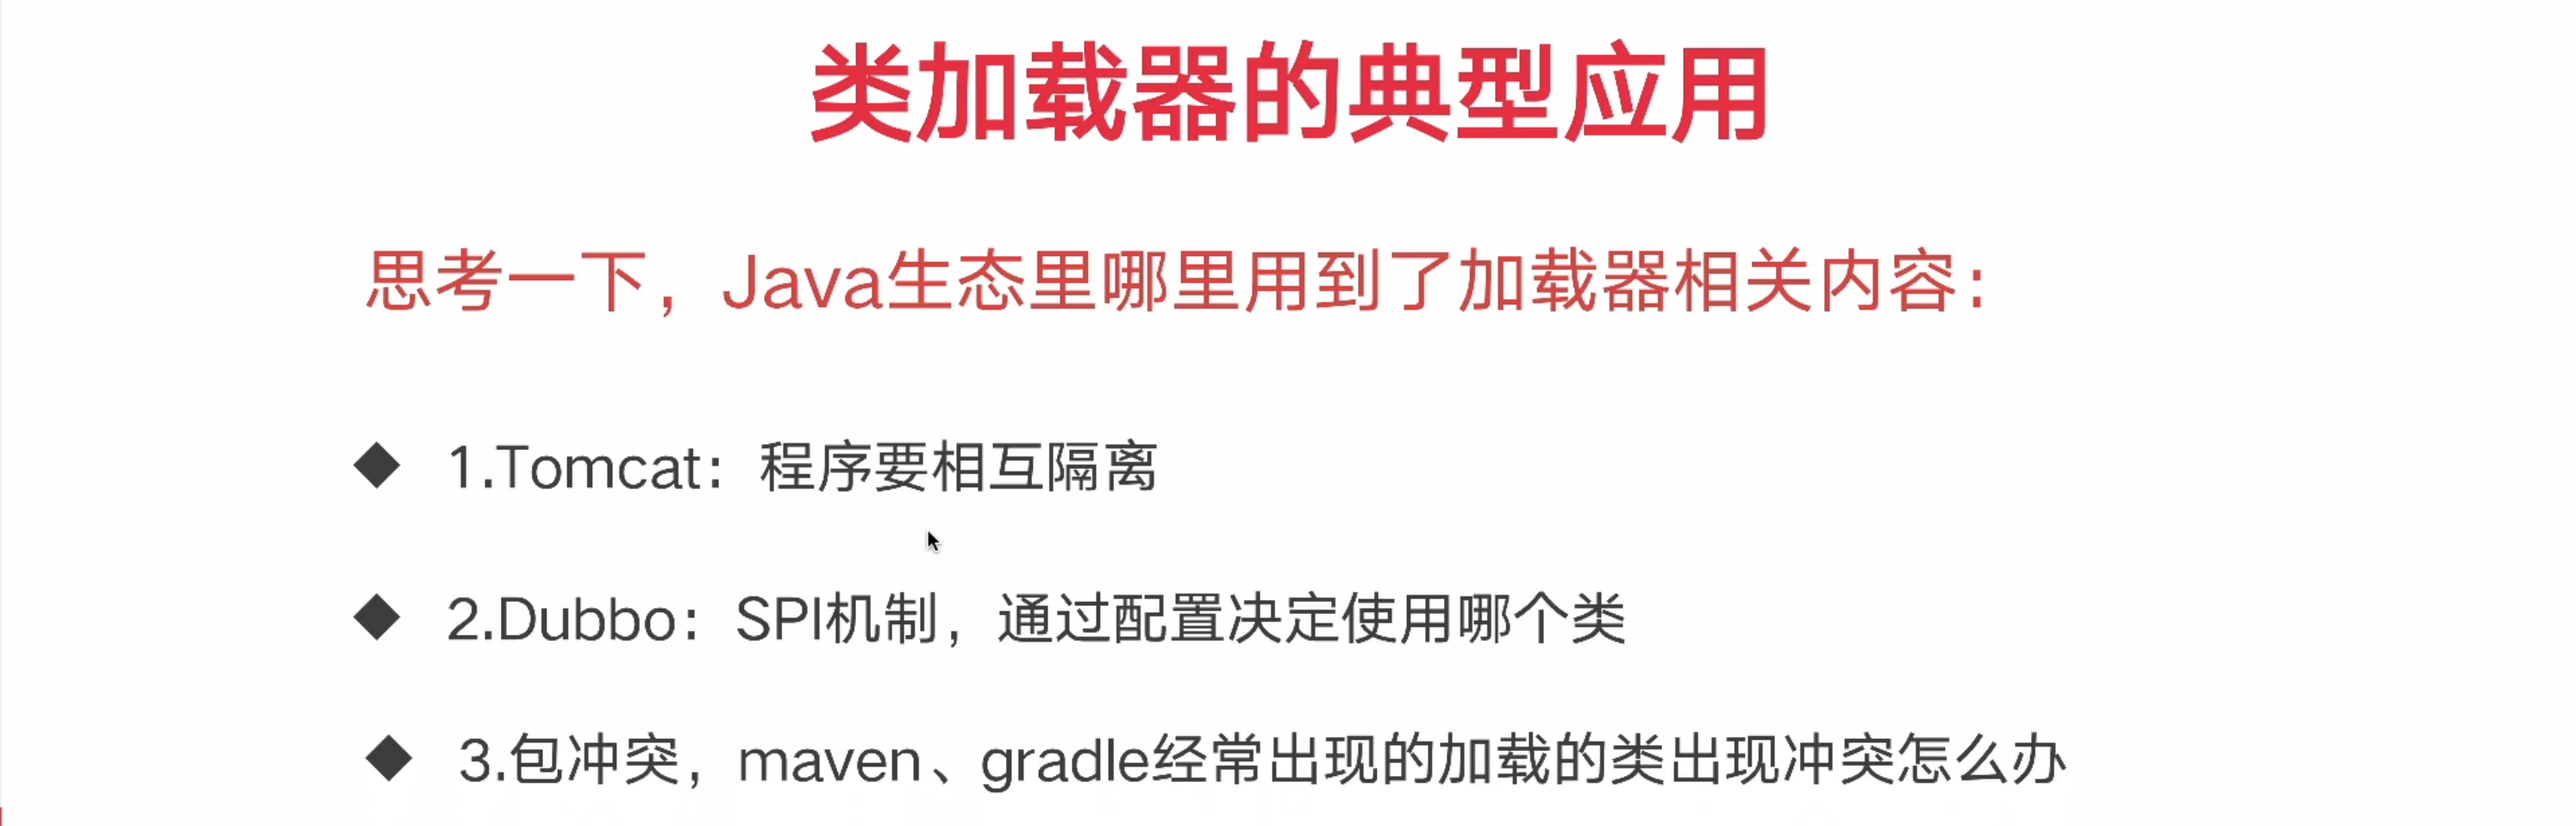 类加载器的典型应用
思考一下，Java生态里哪里用到了加载器相关内容：
◆ 1.Tomcat：程序要相互隔离
◆ 2.Dubbo：SPI机制，通过配置决定使用哪个类
◆ 3.包冲突，maven、gradle经常出现的加载的类出现冲突怎么办